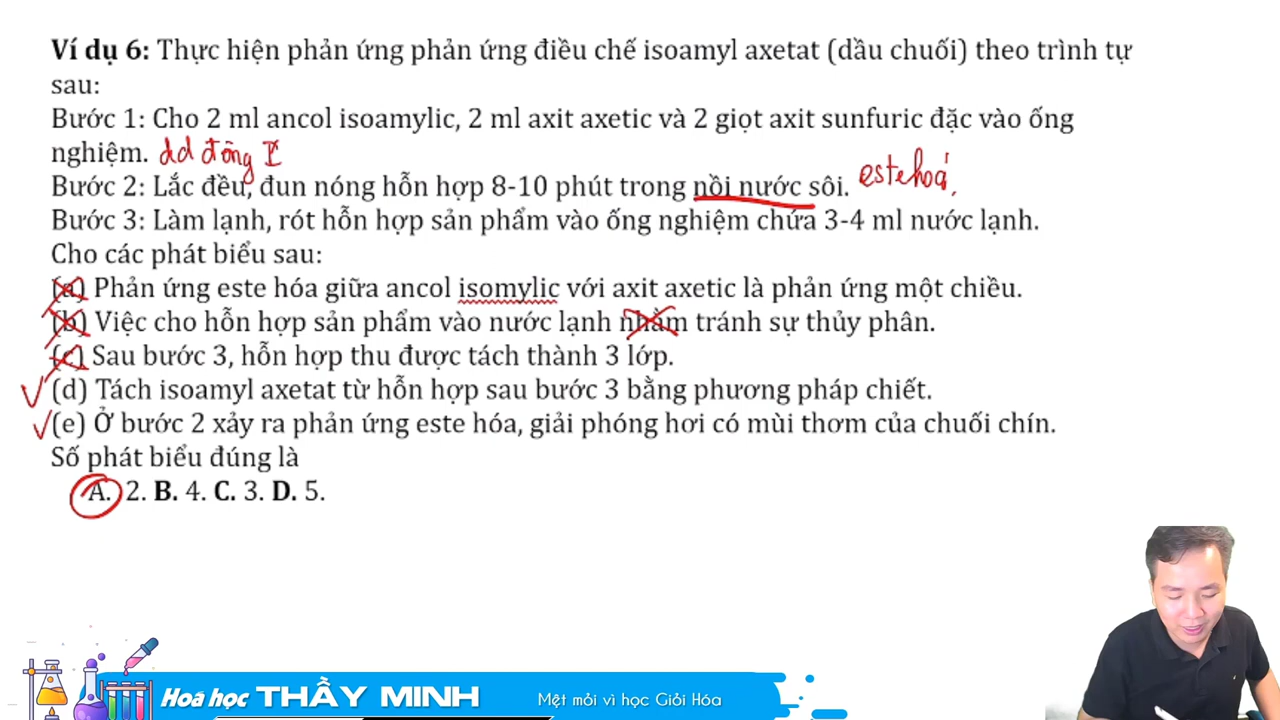 Ví dụ 6: Thực hiện phản ứng phản ứng điều chế isoamyl axetat (dầu chuối) theo trình tự
sau:
Bước 1: Cho 2 ml ancol isoamylic, 2 ml axit axetic và 2 giọt axit sunfuric đặc vào ống
nghiệm. dd đồng I
Bước 2: Lắc đều, đun nóng hỗn hợp 8-10 phút trong nồi nước sôi. este hoá.
Bước 3: Làm lạnh, rót hỗn hợp sản phẩm vào ống nghiệm chứa 3-4 ml nước lạnh.
Cho các phát biểu sau:
(a) Phản ứng este hóa giữa ancol isomylic với axit axetic là phản ứng một chiều.
(b) Việc cho hỗn hợp sản phẩm vào nước lạnh nhằm tránh sự thủy phân.
(c) Sau bước 3, hỗn hợp thu được tách thành 3 lớp.
(d) Tách isoamyl axetat từ hỗn hợp sau bước 3 bằng phương pháp chiết.
(e) Ở bước 2 xảy ra phản ứng este hóa, giải phóng hơi có mùi thơm của chuối chín.
Số phát biểu đúng là
A. 2. B. 4. C. 3. D. 5.
Hoá học THẦY MINH Mệt mỏi vì học Giỏi Hóa